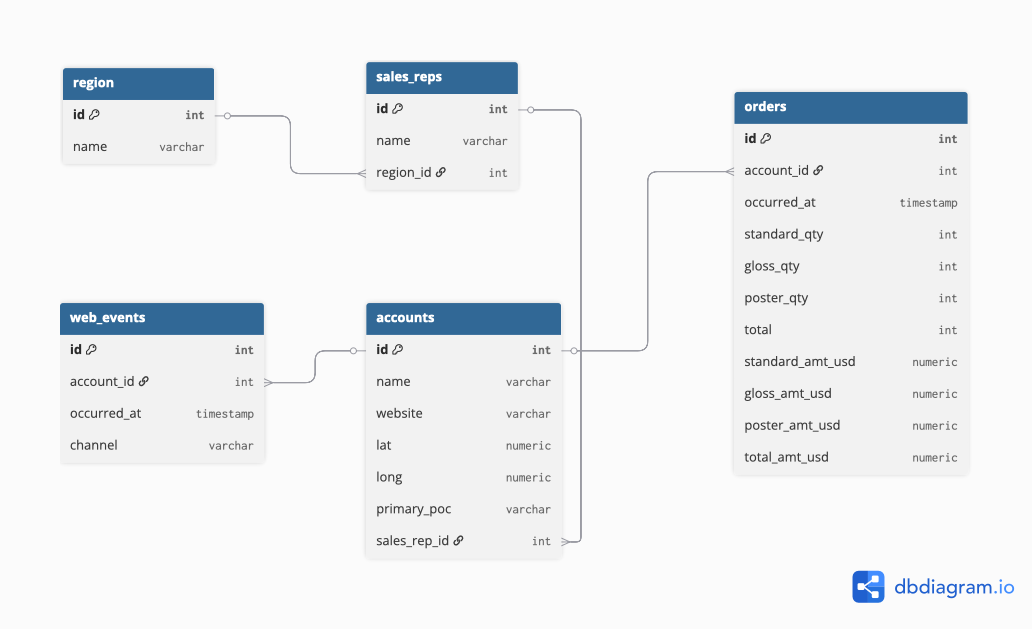 region
id int
name varchar
sales_reps
id int
name varchar
region_id int
orders
id int
account_id int
occurred_at timestamp
standard_qty int
gloss_qty int
poster_qty int
total int
standard_amt_usd numeric
gloss_amt_usd numeric
poster_amt_usd numeric
total_amt_usd numeric
web_events
id int
account_id int
occurred_at timestamp
channel varchar
accounts
id int
name varchar
website varchar
lat numeric
long numeric
primary_poc varchar
sales_rep_id int
dbdiagram.io